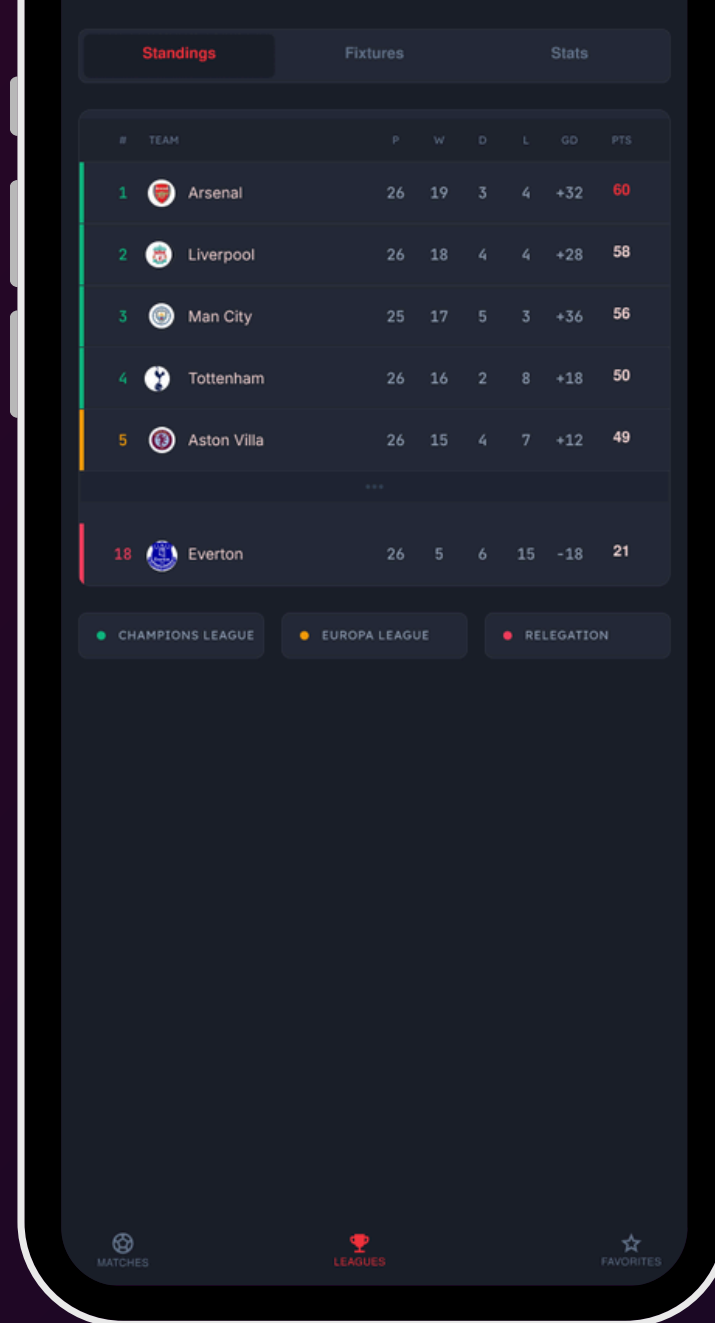 Standings Fixtures Stats
# TEAM P W D L GD PTS
1 Arsenal 26 19 3 4 +32 60
2 Liverpool 26 18 4 4 +28 58
3 Man City 25 17 5 3 +36 56
4 Tottenham 26 16 2 8 +18 50
5 Aston Villa 26 15 4 7 +12 49
•••
18 Everton 26 5 6 15 -18 21
CHAMPIONS LEAGUE EUROPA LEAGUE RELEGATION
MATCHES LEAGUES FAVORITES